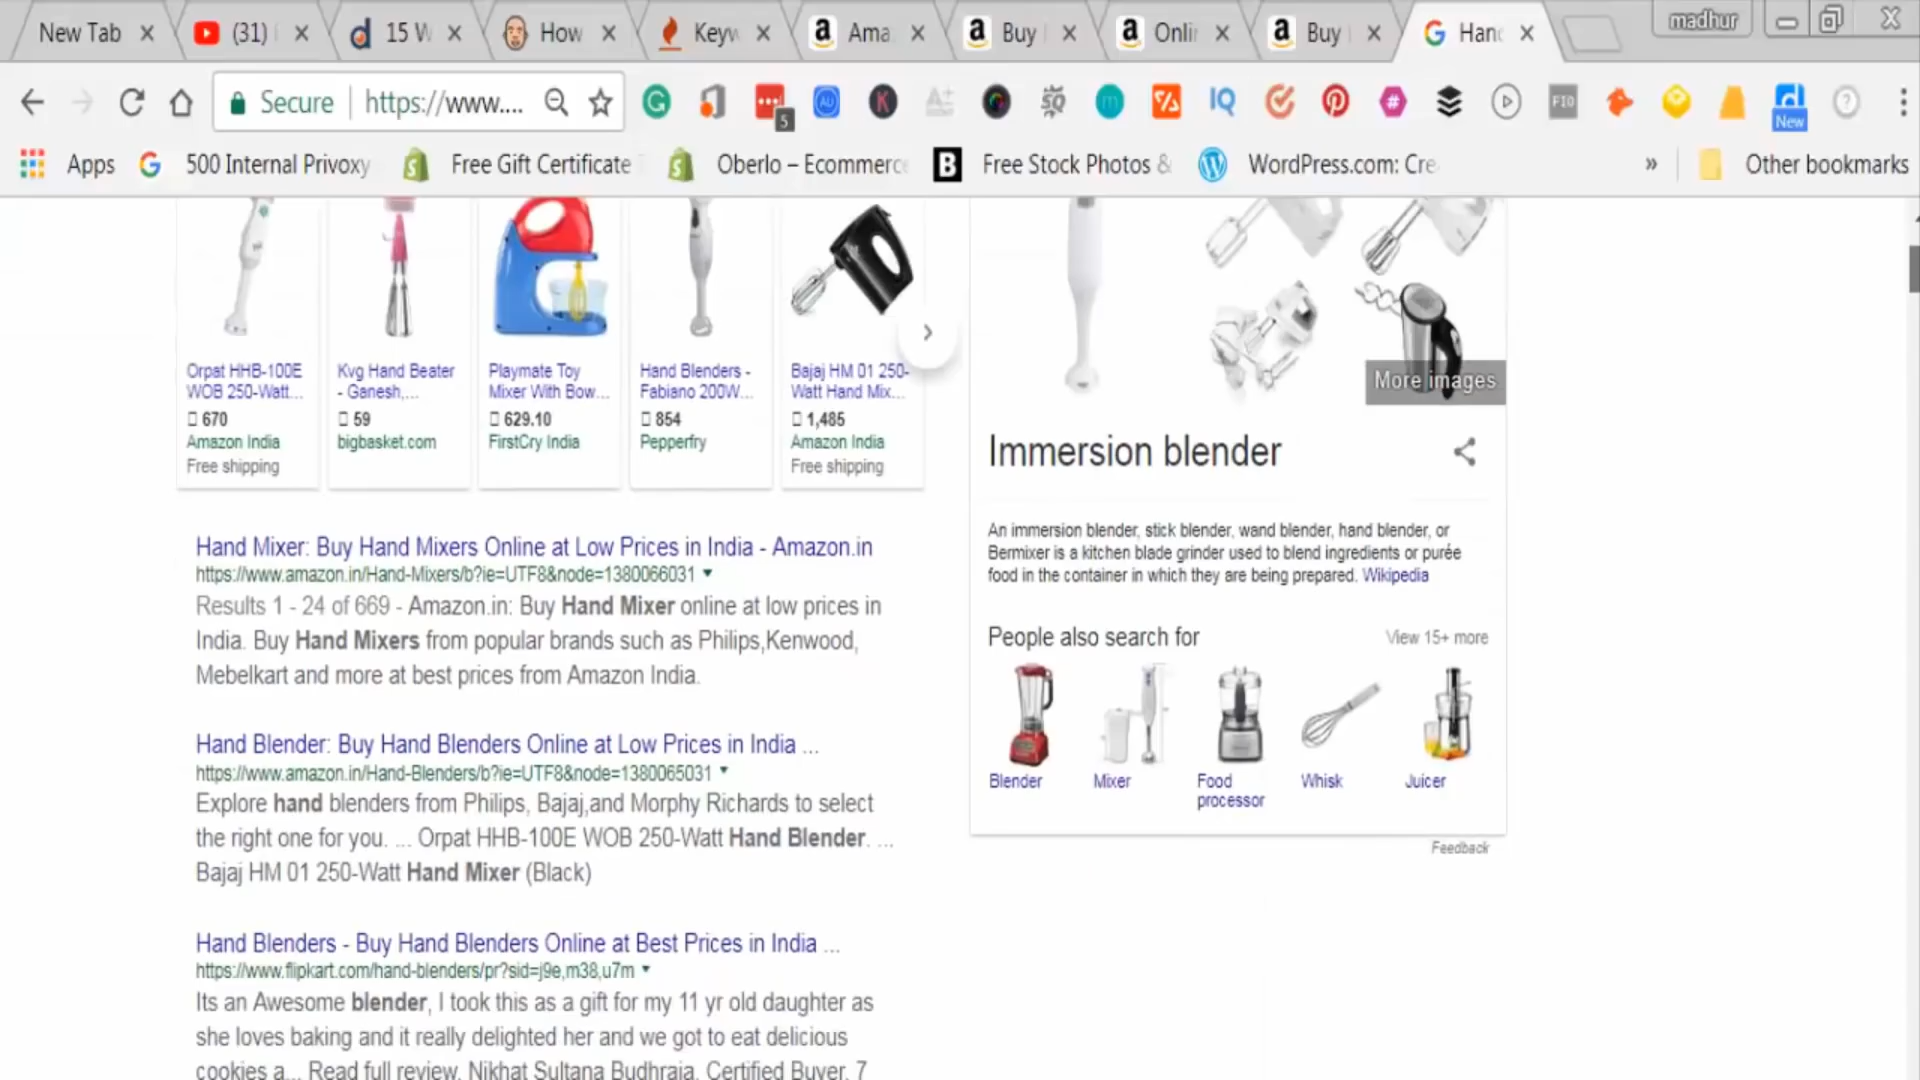 New Tab
(31)
15 W
How
Keyw
Ama
Buy
Onlin
Buy
Hand
madhur
Secure
https://www....
5
New
Apps
500 Internal Privoxy
Free Gift Certificate
Oberlo – Ecommerce
Free Stock Photos &
WordPress.com: Cre
»
Other bookmarks
Orpat HHB-100E
WOB 250-Watt...
670
Amazon India
Free shipping
Kvg Hand Beater
- Ganesh,...
59
bigbasket.com
Playmate Toy
Mixer With Bow...
629.10
FirstCry India
Hand Blenders -
Fabiano 200W...
854
Pepperfry
Bajaj HM 01 250-
Watt Hand Mix...
1,485
Amazon India
Free shipping
Hand Mixer: Buy Hand Mixers Online at Low Prices in India - Amazon.in
https://www.amazon.in/Hand-Mixers/b?ie=UTF8&node=1380066031
Results 1 - 24 of 669 - Amazon.in: Buy Hand Mixer online at low prices in
India. Buy Hand Mixers from popular brands such as Philips,Kenwood,
Mebelkart and more at best prices from Amazon India.
Hand Blender: Buy Hand Blenders Online at Low Prices in India ...
https://www.amazon.in/Hand-Blenders/b?ie=UTF8&node=1380065031
Explore hand blenders from Philips, Bajaj,and Morphy Richards to select
the right one for you. ... Orpat HHB-100E WOB 250-Watt Hand Blender. ...
Bajaj HM 01 250-Watt Hand Mixer (Black)
Hand Blenders - Buy Hand Blenders Online at Best Prices in India ...
https://www.flipkart.com/hand-blenders/pr?sid=j9e,m38,u7m
Its an Awesome blender, I took this as a gift for my 11 yr old daughter as
she loves baking and it really delighted her and we got to eat delicious
cookies a... Read full review. Nikhat Sultana Budhraja. Certified Buyer. 7
More images
Immersion blender
An immersion blender, stick blender, wand blender, hand blender, or
Bermixer is a kitchen blade grinder used to blend ingredients or purée
food in the container in which they are being prepared. Wikipedia
People also search for
View 15+ more
Blender
Mixer
Food
processor
Whisk
Juicer
Feedback